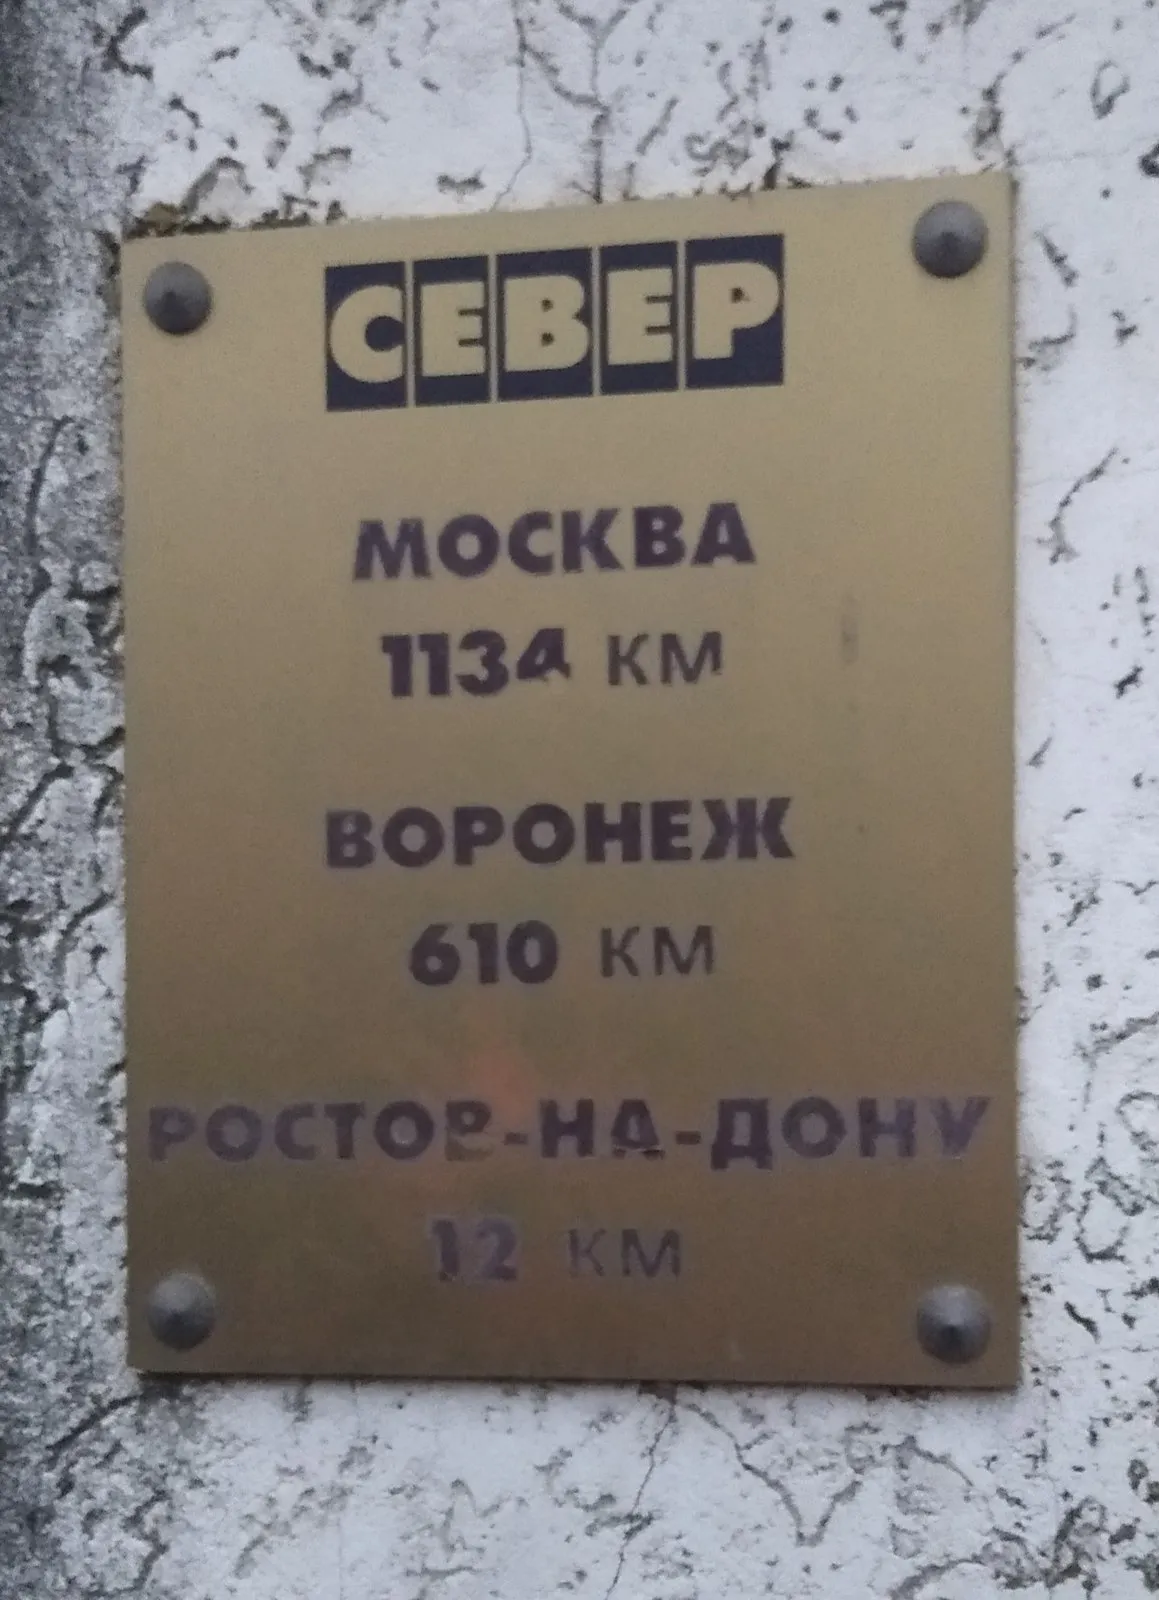 СЕВЕР
МОСКВА
1134 КМ
ВОРОНЕЖ
610 КМ
РОСТОВ-НА-ДОНУ
12 КМ